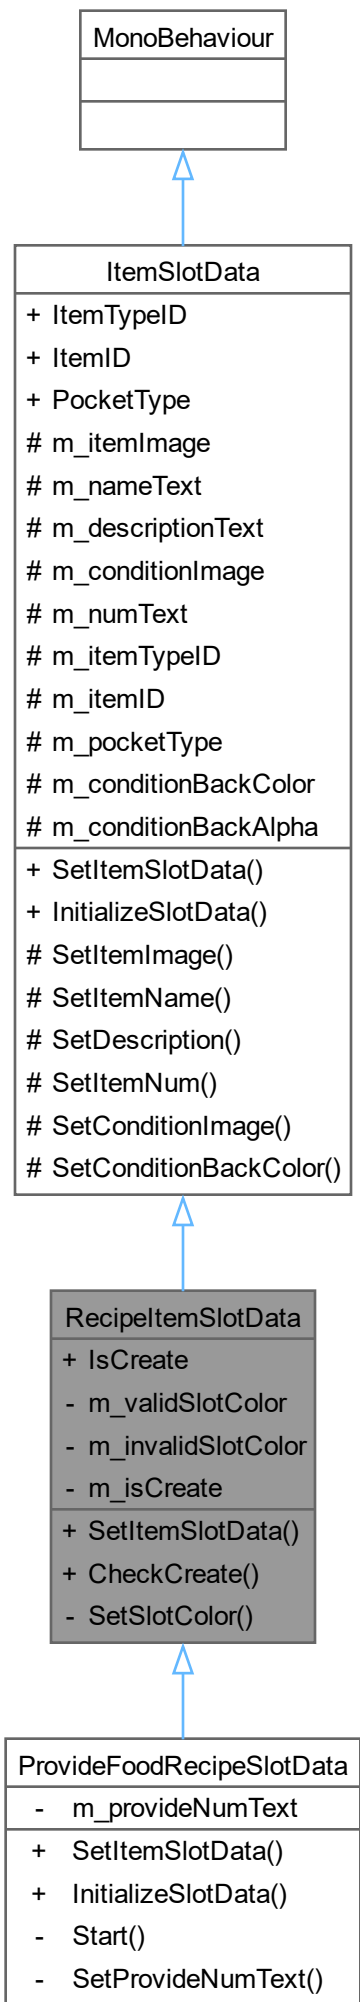 MonoBehaviour
ItemSlotData
+ ItemTypeID
+ ItemID
+ PocketType
# m_itemImage
# m_nameText
# m_descriptionText
# m_conditionImage
# m_numText
# m_itemTypeID
# m_itemID
# m_pocketType
# m_conditionBackColor
# m_conditionBackAlpha
+ SetItemSlotData()
+ InitializeSlotData()
# SetItemImage()
# SetItemName()
# SetDescription()
# SetItemNum()
# SetConditionImage()
# SetConditionBackColor()
RecipeItemSlotData
+ IsCreate
- m_validSlotColor
- m_invalidSlotColor
- m_isCreate
+ SetItemSlotData()
+ CheckCreate()
- SetSlotColor()
ProvideFoodRecipeSlotData
- m_provideNumText
+ SetItemSlotData()
+ InitializeSlotData()
- Start()
- SetProvideNumText()